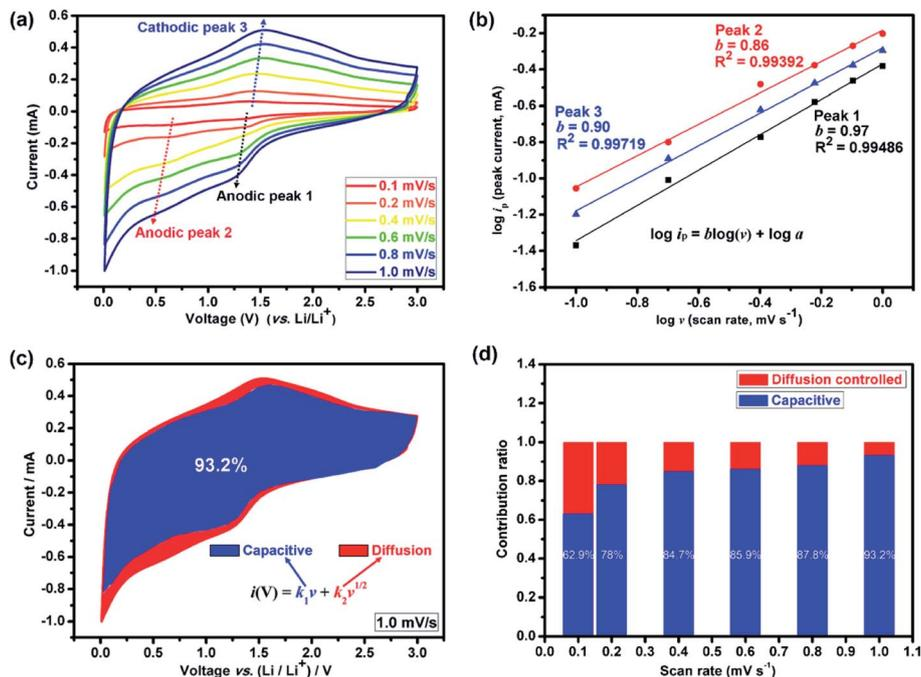 (a)
Cathodic peak 3
Anodic peak 1
Anodic peak 2
0.1 mV/s
0.2 mV/s
0.4 mV/s
0.6 mV/s
0.8 mV/s
1.0 mV/s
0.6
0.4
0.2
0.0
-0.2
-0.4
-0.6
-0.8
-1.0
Current (mA)
0.0 0.5 1.0 1.5 2.0 2.5 3.0
Voltage (V) (vs. Li/Li⁺)
(b)
Peak 2
b = 0.86
R² = 0.99392
Peak 3
b = 0.90
R² = 0.99719
Peak 1
b = 0.97
R² = 0.99486
log iₚ = blog(v) + log a
-0.2
-0.4
-0.6
-0.8
-1.0
-1.2
-1.4
-1.6
log iₚ (peak current, mA)
-1.0 -0.8 -0.6 -0.4 -0.2 0.0
log v (scan rate, mV s⁻¹)
(c)
93.2%
Capacitive
Diffusion
i(V) = k₁v + k₂v¹/²
1.0 mV/s
0.6
0.4
0.2
0.0
-0.2
-0.4
-0.6
-0.8
-1.0
Current / mA
0.0 0.5 1.0 1.5 2.0 2.5 3.0
Voltage vs. (Li / Li⁺) / V
(d)
Diffusion controlled
Capacitive
62.9% 78% 84.7% 85.9% 87.8% 93.2%
1.4
1.2
1.0
0.8
0.6
0.4
0.2
0.0
Contribution ratio
0.0 0.1 0.2 0.3 0.4 0.5 0.6 0.7 0.8 0.9 1.0 1.1
Scan rate (mV s⁻¹)